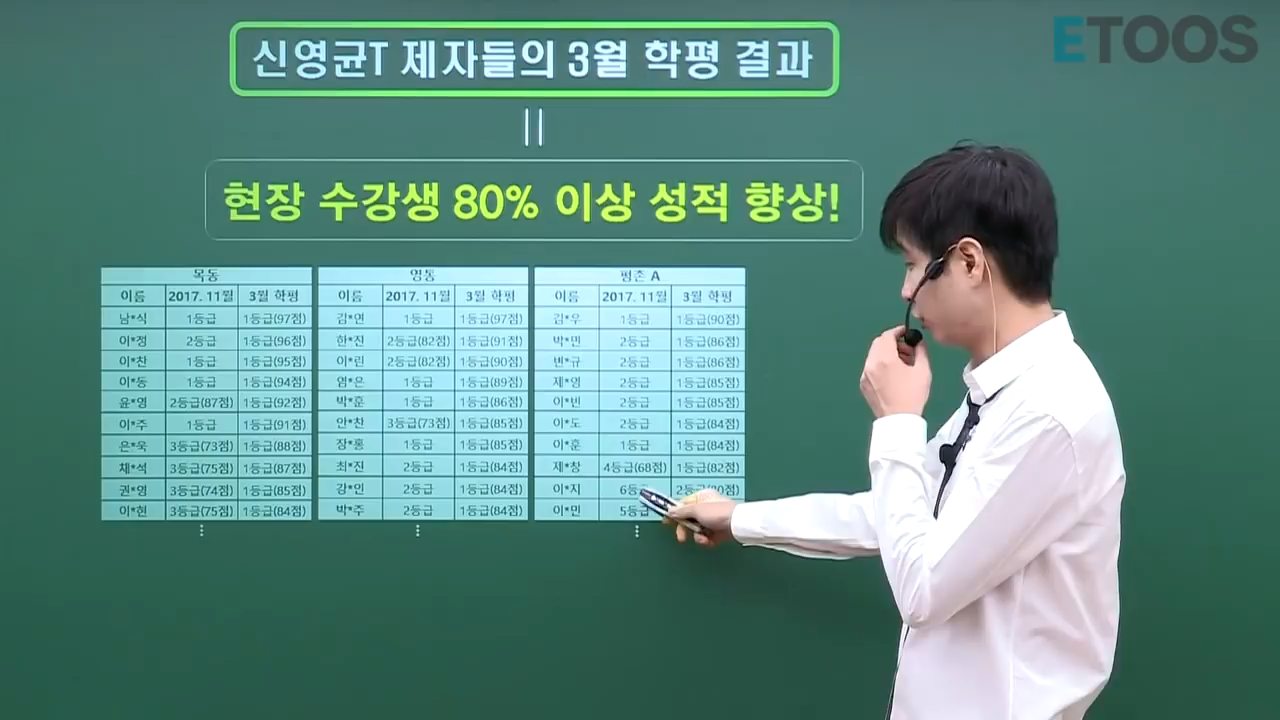 ETOOS
신영균T 제자들의 3월 학평 결과
현장 수강생 80% 이상 성적 향상!
목동
이름 2017. 11월 3월 학평
남*식 1등급 1등급(97점)
이*정 2등급 1등급(96점)
이*찬 1등급 1등급(95점)
이*동 1등급 1등급(94점)
윤*영 2등급(87점) 1등급(92점)
이*주 1등급 1등급(91점)
은*욱 3등급(73점) 1등급(88점)
채*석 3등급(75점) 1등급(87점)
권*영 3등급(74점) 1등급(85점)
이*현 3등급(75점) 1등급(84점)
영통
이름 2017. 11월 3월 학평
김*연 1등급 1등급(97점)
한*진 2등급(82점) 1등급(91점)
이*린 2등급(82점) 1등급(90점)
염*은 1등급 1등급(89점)
박*훈 1등급 1등급(86점)
안*찬 3등급(73점) 1등급(85점)
장*홍 1등급 1등급(85점)
최*진 2등급 1등급(84점)
강*인 2등급 1등급(84점)
박*주 2등급 1등급(84점)
평촌 A
이름 2017. 11월 3월 학평
김*우 1등급 1등급(90점)
박*민 2등급 1등급(86점)
변*규 2등급 1등급(86점)
제*영 2등급 1등급(85점)
이*빈 2등급 1등급(85점)
이*도 2등급 1등급(84점)
이*훈 1등급 1등급(84점)
제*창 4등급(68점) 1등급(82점)
이*지
이*민 5등급